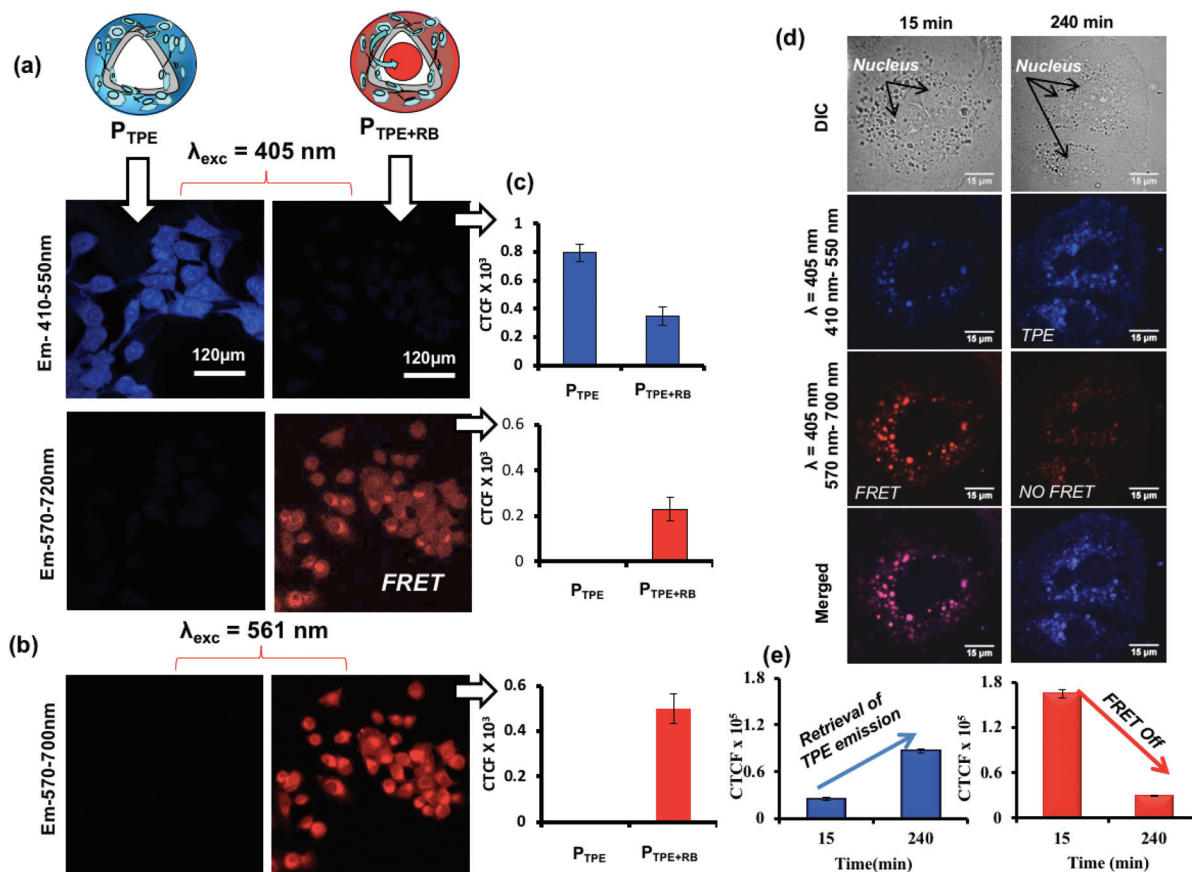 (a)
P_TPE
P_TPE+RB
λexc = 405 nm
Em- 410-550nm
120µm
120µm
Em-570-720nm
FRET
(c)
CTCF X 10³
1
0.8
0.6
0.4
0.2
0
P_TPE
P_TPE+RB
CTCF X 10³
0.6
0.4
0.2
0
P_TPE
P_TPE+RB
(b)
λexc = 561 nm
Em-570-700nm
CTCF X 10³
0.6
0.4
0.2
0
P_TPE
P_TPE+RB
(d)
15 min
240 min
DIC
Nucleus
15 µm
Nucleus
15 µm
λ = 405 nm
410 nm- 550 nm
15 µm
TPE
15 µm
λ = 405 nm
570 nm- 700 nm
FRET
15 µm
NO FRET
15 µm
Merged
15 µm
15 µm
(e)
CTCF x 10⁵
1.8
1.2
0.6
0
Retrieval of
TPE emission
15
240
Time(min)
CTCF x 10⁵
1.8
1.2
0.6
0
FRET Off
15
240
Time (min)